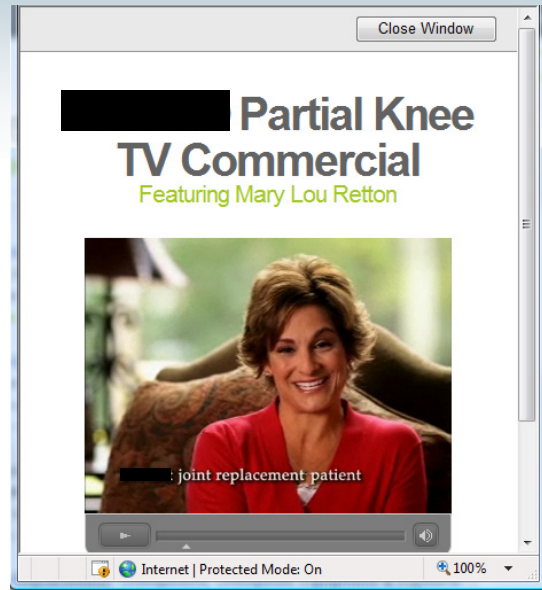 Close Window
Partial Knee
TV Commercial
Featuring Mary Lou Retton
joint replacement patient
Internet | Protected Mode: On
100%